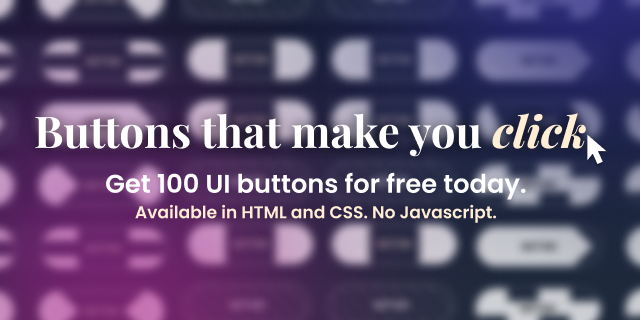 Buttons that make you click
Get 100 UI buttons for free today.
Available in HTML and CSS. No Javascript.